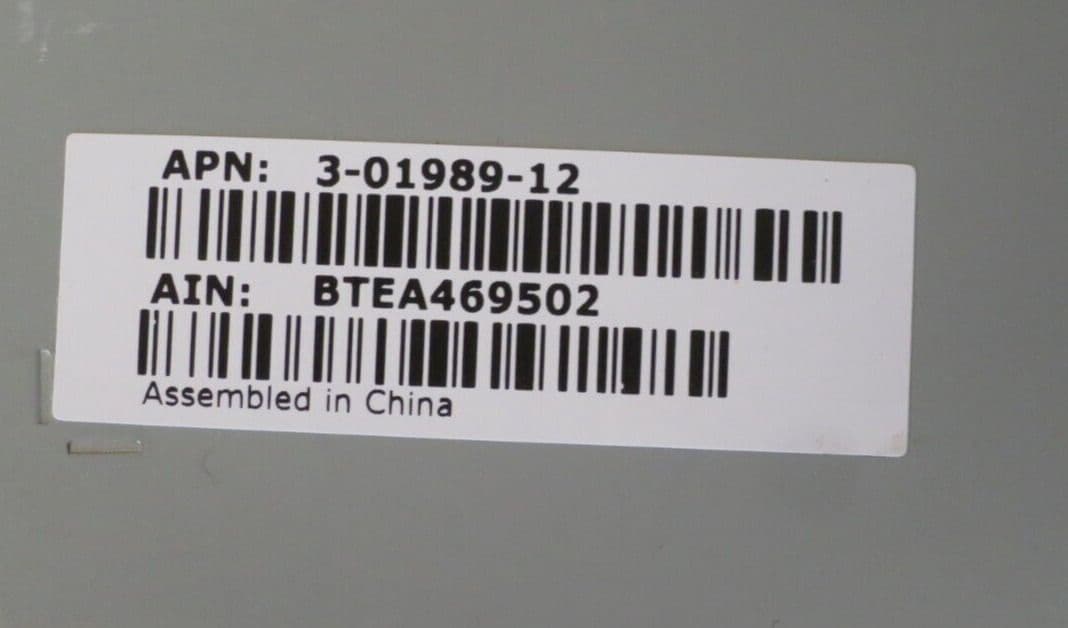 APN: 3-01989-12
AIN: BTEA469502
Assembled in China